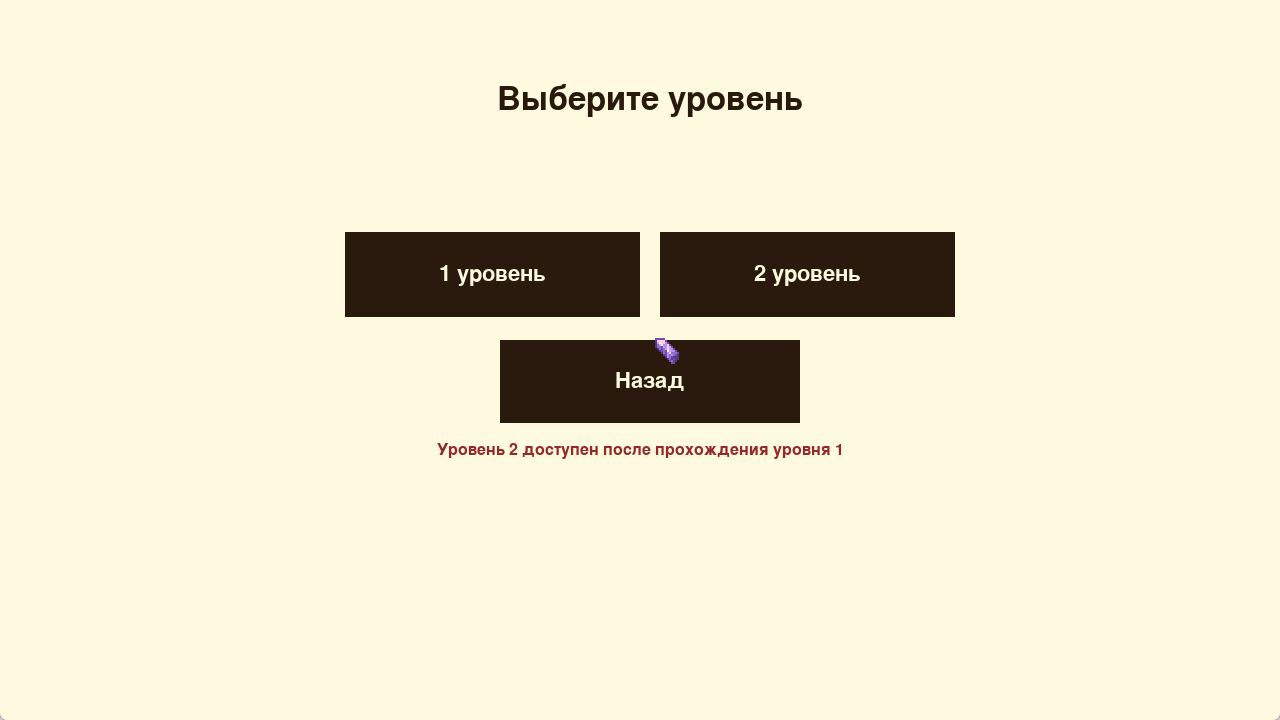 Выберите уровень
1 уровень
2 уровень
Назад
Уровень 2 доступен после прохождения уровня 1